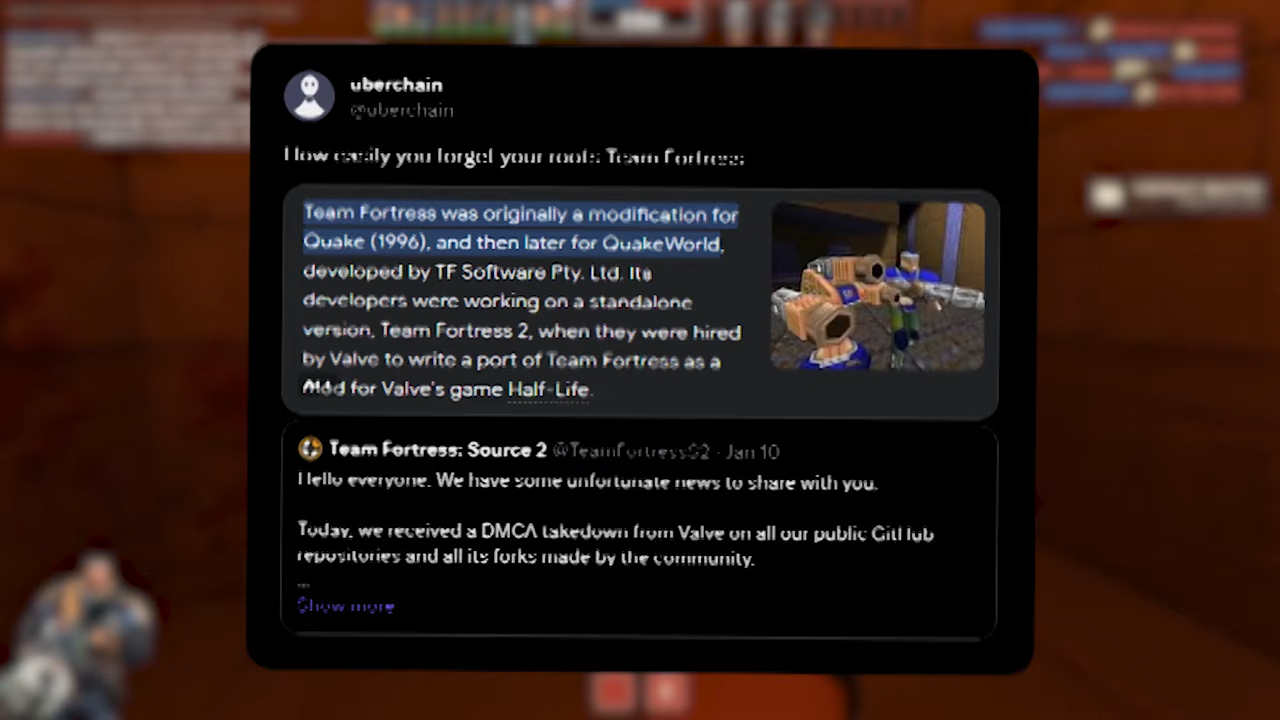 uberchain
@uberchain
How easily you forget your roots Team Fortress:
Team Fortress was originally a modification for
Quake (1996), and then later for QuakeWorld,
developed by TF Software Pty. Ltd. Its
developers were working on a standalone
version, Team Fortress 2, when they were hired
by Valve to write a port of Team Fortress as a
Mod for Valve's game Half-Life.
Team Fortress: Source 2 @TeamFortressS2 · Jan 10
Hello everyone. We have some unfortunate news to share with you.
Today, we received a DMCA takedown from Valve on all our public GitHub
repositories and all its forks made by the community.
...
Show more